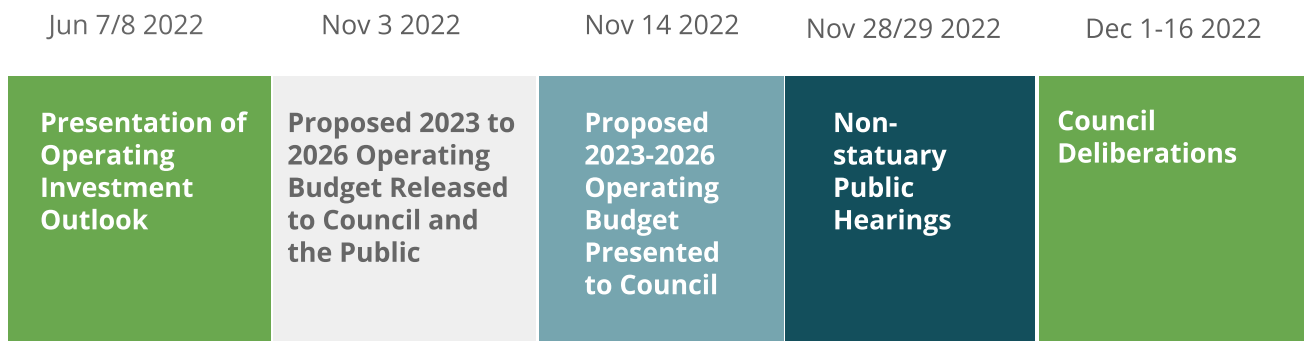 Jun 7/8 2022
Presentation of
Operating
Investment
Outlook
Nov 3 2022
Proposed 2023 to
2026 Operating
Budget Released
to Council and
the Public
Nov 14 2022
Proposed
2023-2026
Operating
Budget
Presented
to Council
Nov 28/29 2022
Non-
statuary
Public
Hearings
Dec 1-16 2022
Council
Deliberations